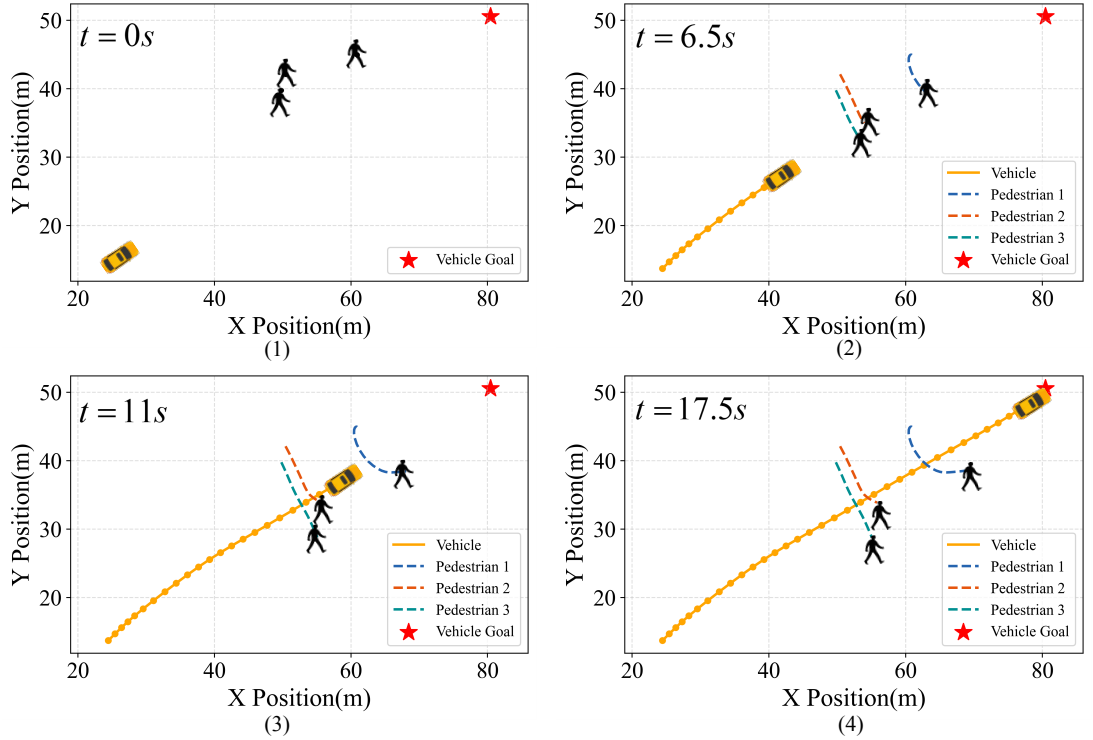 t = 0s
50
40
30
20
Y Position(m)
Vehicle Goal
20 40 60 80
X Position(m)
(1)
t = 6.5s
50
40
30
20
Y Position(m)
Vehicle
Pedestrian 1
Pedestrian 2
Pedestrian 3
Vehicle Goal
20 40 60 80
X Position(m)
(2)
t = 11s
50
40
30
20
Y Position(m)
Vehicle
Pedestrian 1
Pedestrian 2
Pedestrian 3
Vehicle Goal
20 40 60 80
X Position(m)
(3)
t = 17.5s
50
40
30
20
Y Position(m)
Vehicle
Pedestrian 1
Pedestrian 2
Pedestrian 3
Vehicle Goal
20 40 60 80
X Position(m)
(4)